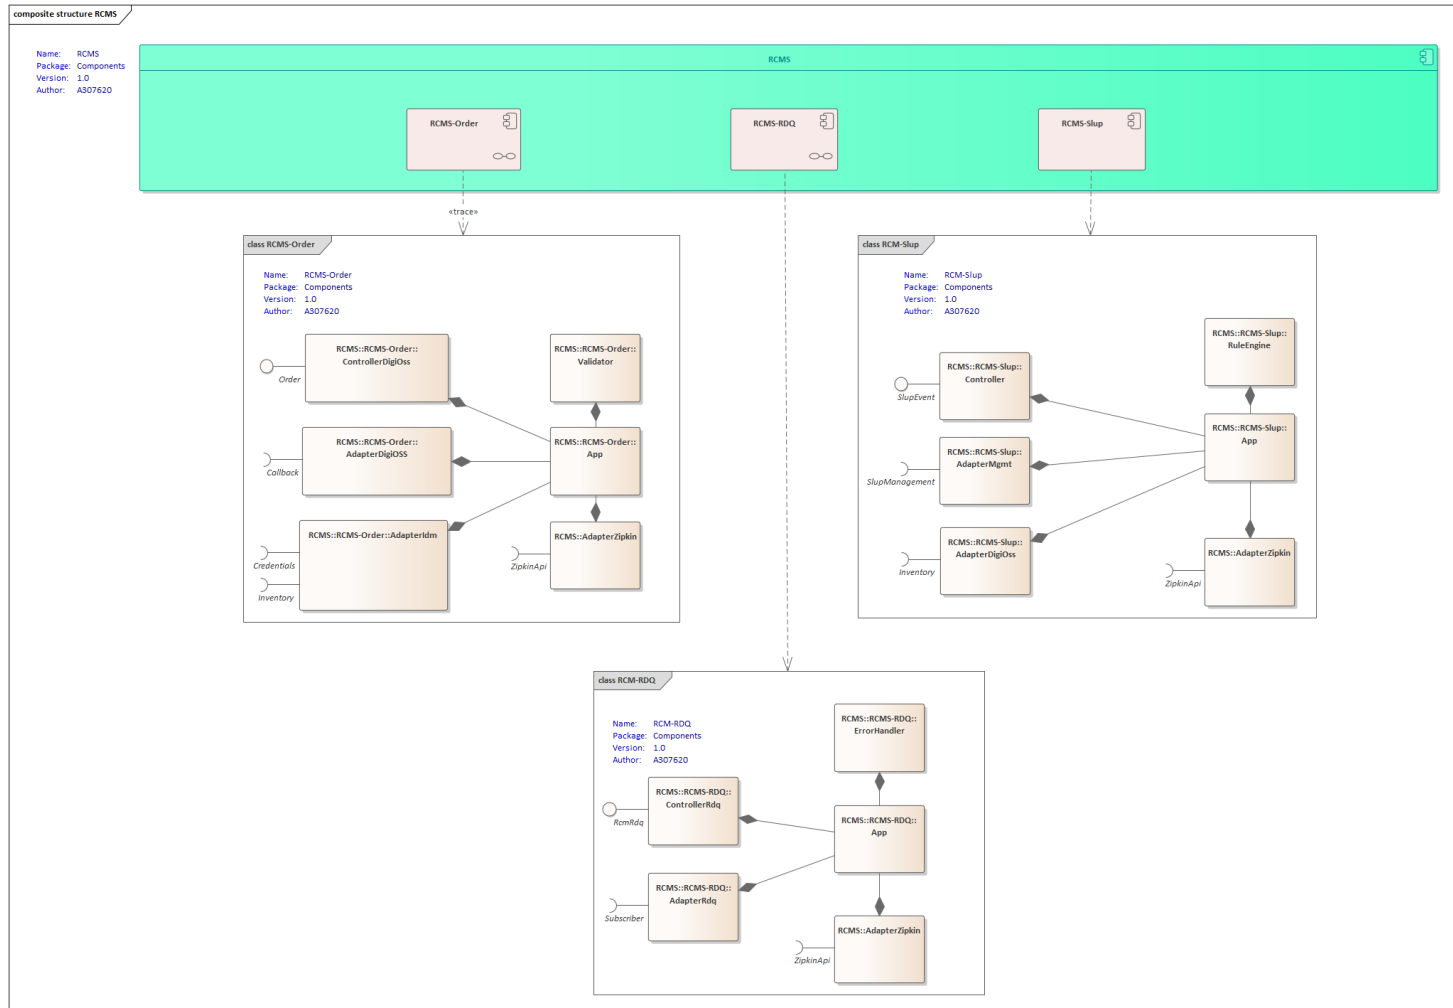 composite structure RCMS
Name: RCMS
Package: Components
Version: 1.0
Author: A307620
RCMS
RCMS-Order
RCMS-RDQ
RCMS-Slup
«trace»
class RCMS-Order
Name: RCMS-Order
Package: Components
Version: 1.0
Author: A307620
RCMS::RCMS-Order::
ControllerDigiOss
Order
RCMS::RCMS-Order::
Validator
RCMS::RCMS-Order::
AdapterDigiOSS
Callback
RCMS::RCMS-Order::
App
RCMS::RCMS-Order::AdapterIdm
Credentials
Inventory
RCMS::AdapterZipkin
ZipkinApi
class RCM-Slup
Name: RCM-Slup
Package: Components
Version: 1.0
Author: A307620
RCMS::RCMS-Slup::
RuleEngine
RCMS::RCMS-Slup::
Controller
SlupEvent
RCMS::RCMS-Slup::
App
RCMS::RCMS-Slup::
AdapterMgmt
SlupManagement
RCMS::RCMS-Slup::
AdapterDigiOss
Inventory
RCMS::AdapterZipkin
ZipkinApi
class RCM-RDQ
Name: RCM-RDQ
Package: Components
Version: 1.0
Author: A307620
RCMS::RCMS-RDQ::
ErrorHandler
RCMS::RCMS-RDQ::
ControllerRdq
RcmRdq
RCMS::RCMS-RDQ::
App
RCMS::RCMS-RDQ::
AdapterRdq
Subscriber
RCMS::AdapterZipkin
ZipkinApi